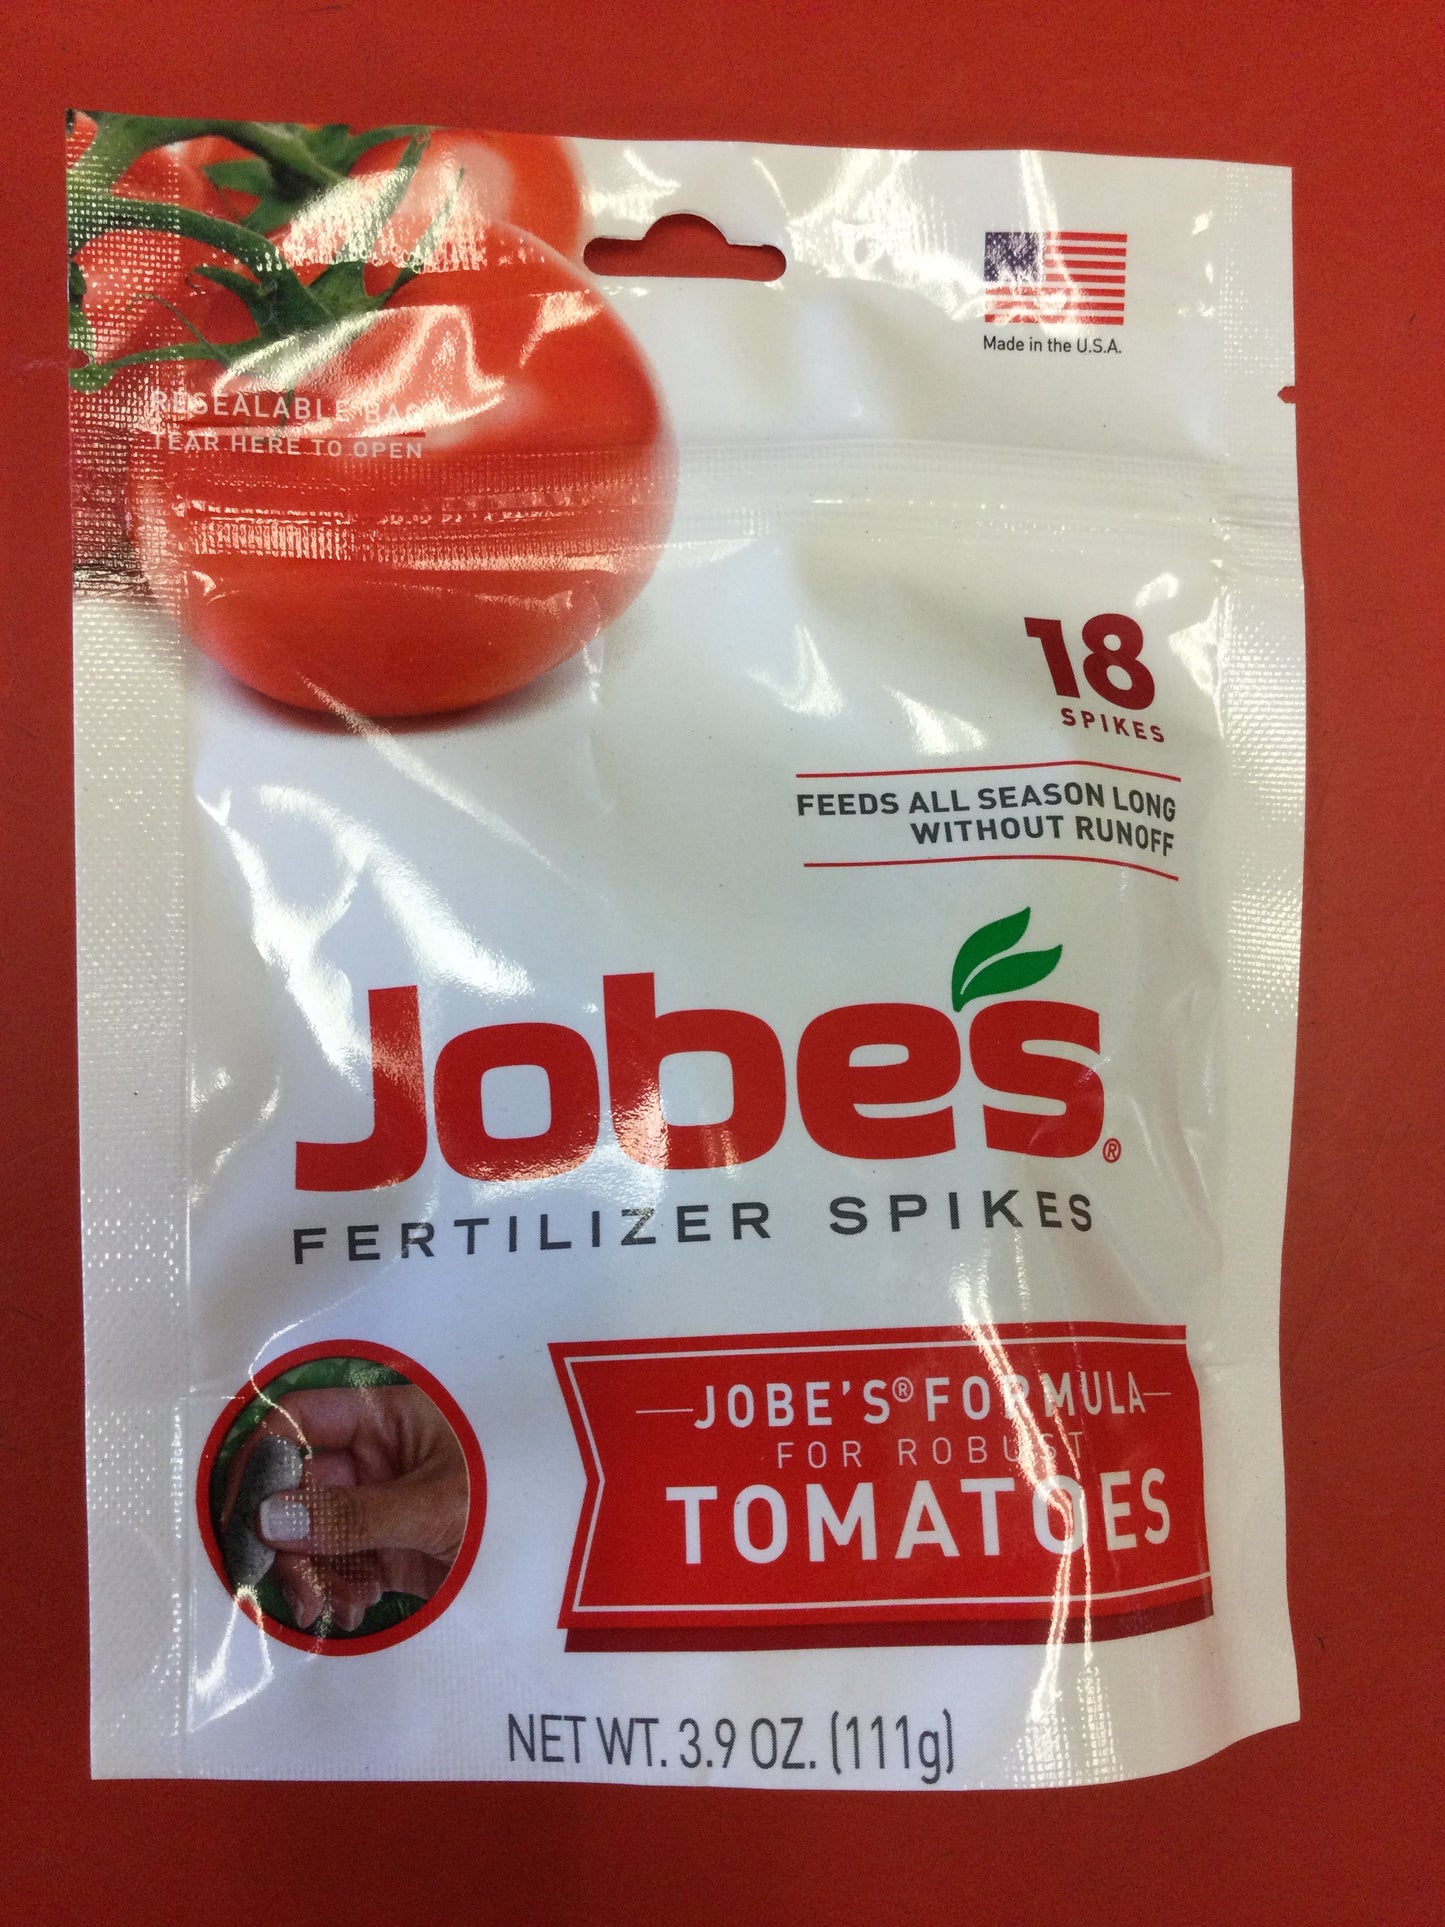 Made in the U.S.A.
RESEALABLE BAG
TEAR HERE TO OPEN
18
SPIKES
FEEDS ALL SEASON LONG
WITHOUT RUNOFF
Jobe's®
FERTILIZER SPIKES
JOBE'S® FORMULA
FOR ROBUST
TOMATOES
NET WT. 3.9 OZ. (111g)